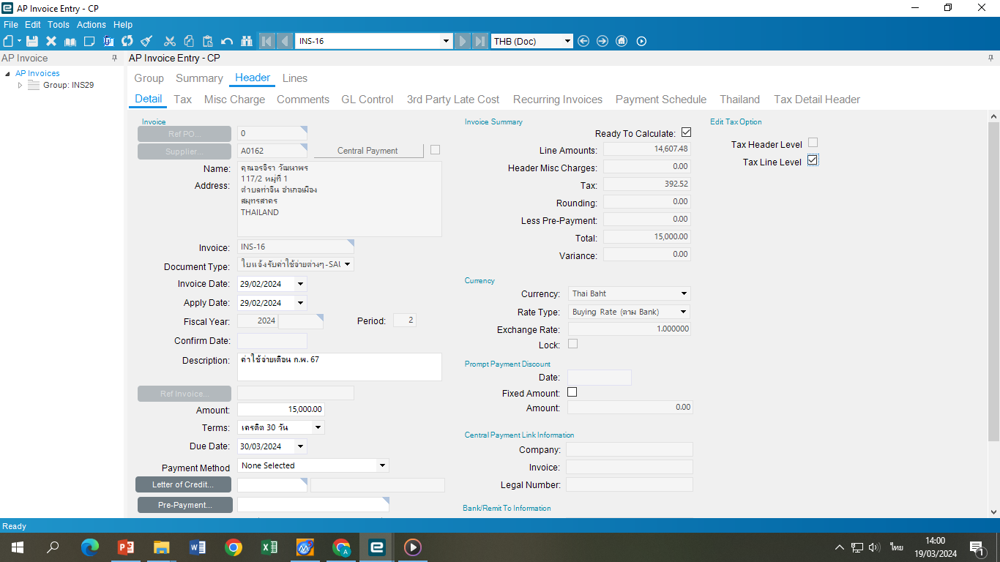 AP Invoice Entry - CP
File Edit Tools Actions Help
INS-16 THB (Doc)
AP Invoice
AP Invoice Entry - CP
AP Invoices
Group: INS29
Group Summary Header Lines
Detail Tax Misc Charge Comments GL Control 3rd Party Late Cost Recurring Invoices Payment Schedule Thailand Tax Detail Header
Invoice
Ref PO... 0
Supplier... A0162 Central Payment
Name: คุณอรจิรา วัฒนาพร
Address: 117/2 หมู่ที่ 1
ตำบลท่าจีน อำเภอเมือง
สมุทรสาคร
THAILAND
Invoice: INS-16
Document Type: ใบแจ้งรับค่าใช้จ่ายต่างๆ-SAU
Invoice Date: 29/02/2024
Apply Date: 29/02/2024
Fiscal Year: 2024 Period: 2
Confirm Date:
Description: ค่าใช้จ่ายเดือน ก.พ. 67
Ref Invoice...
Amount: 15,000.00
Terms: เครดิต 30 วัน
Due Date: 30/03/2024
Payment Method None Selected
Letter of Credit...
Pre-Payment...
Invoice Summary
Ready To Calculate:
Line Amounts: 14,607.48
Header Misc Charges: 0.00
Tax: 392.52
Rounding: 0.00
Less Pre-Payment: 0.00
Total: 15,000.00
Variance: 0.00
Currency
Currency: Thai Baht
Rate Type: Buying Rate (ตาม Bank)
Exchange Rate: 1.000000
Lock:
Prompt Payment Discount
Date:
Fixed Amount:
Amount: 0.00
Central Payment Link Information
Company:
Invoice:
Legal Number:
Bank/Remit To Information
Edit Tax Option
Tax Header Level
Tax Line Level
Ready
ไทย
14:00
19/03/2024
1